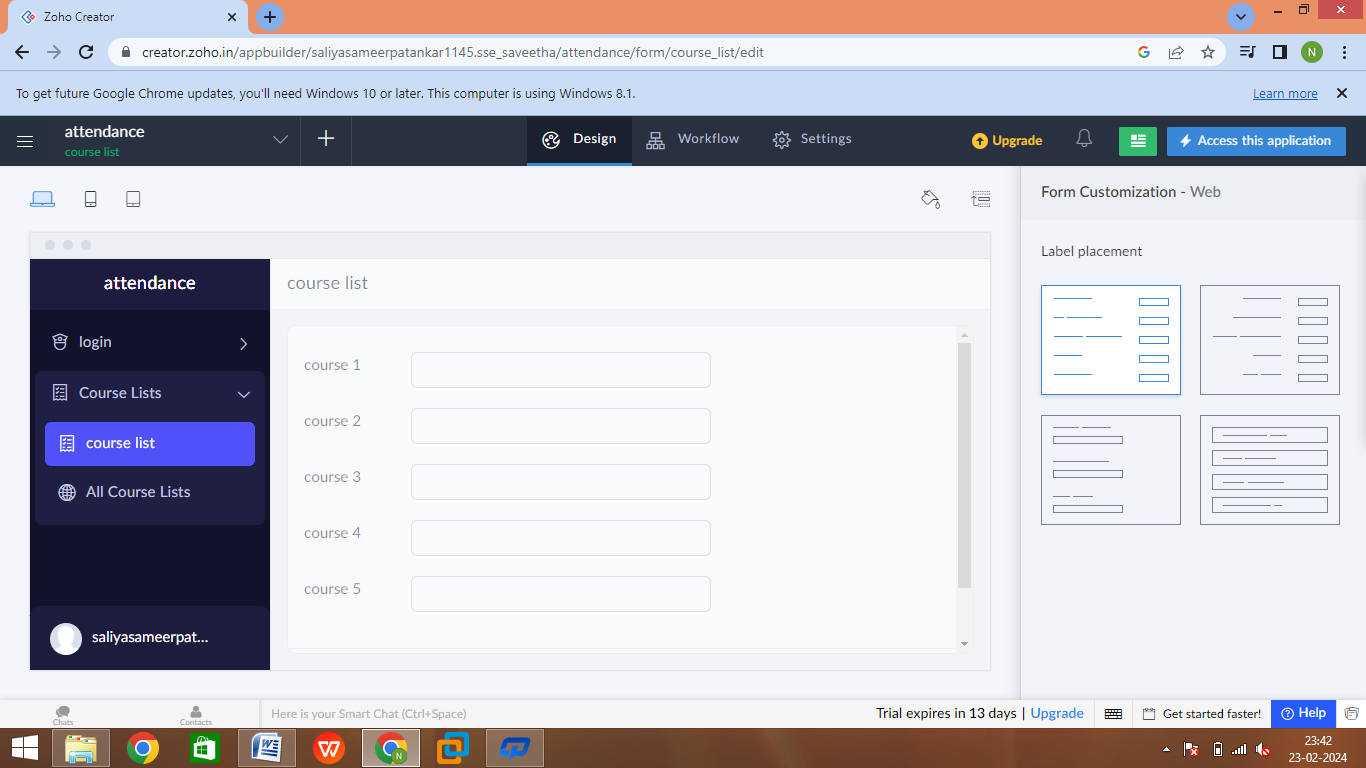 Zoho Creator
creator.zoho.in/appbuilder/saliyasameerpatankar1145.sse_saveetha/attendance/form/course_list/edit
N
To get future Google Chrome updates, you'll need Windows 10 or later. This computer is using Windows 8.1.
Learn more
attendance
course list
Design
Workflow
Settings
Upgrade
Access this application
Form Customization - Web
Label placement
attendance
login
Course Lists
course list
All Course Lists
saliyasameerpat...
course list
course 1
course 2
course 3
course 4
course 5
Chats
Contacts
Here is your Smart Chat (Ctrl+Space)
Trial expires in 13 days | Upgrade
Get started faster!
Help
23:42
23-02-2024